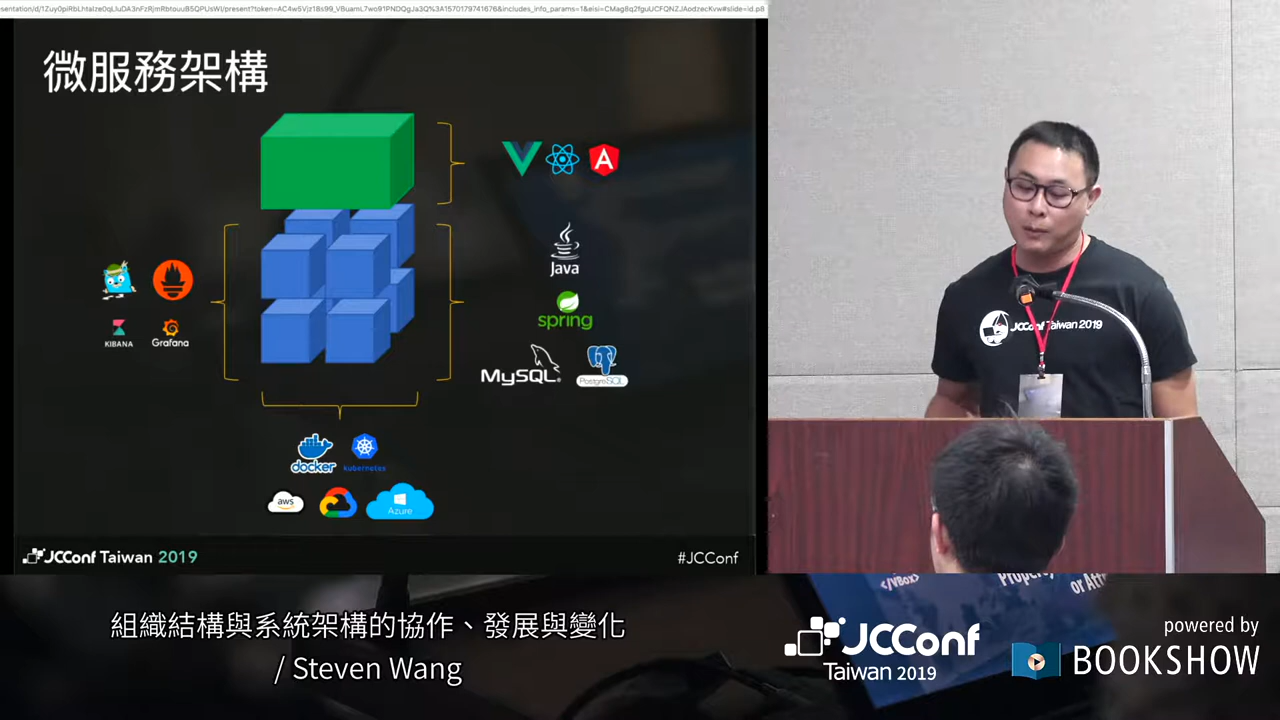 微服務架構
A
Java
spring
MySQL
PostgreSQL
KIBANA
Grafana
docker
kubernetes
aws
Azure
JCConf Taiwan 2019
#JCConf
JCConf Taiwan 2019
</VBox>
組織結構與系統架構的協作、發展與變化
/ Steven Wang
JCConf
Taiwan 2019
powered by
BOOKSHOW